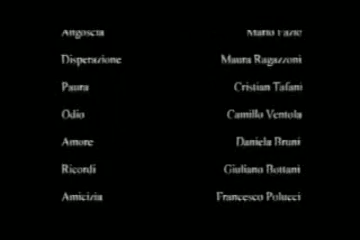 Angoscia Mario Fazio
Disperazione Maura Ragazzoni
Paura Cristian Tafani
Odio Camillo Ventola
Amore Daniela Bruni
Ricordi Giuliano Bottani
Amicizia Francesco Polucci